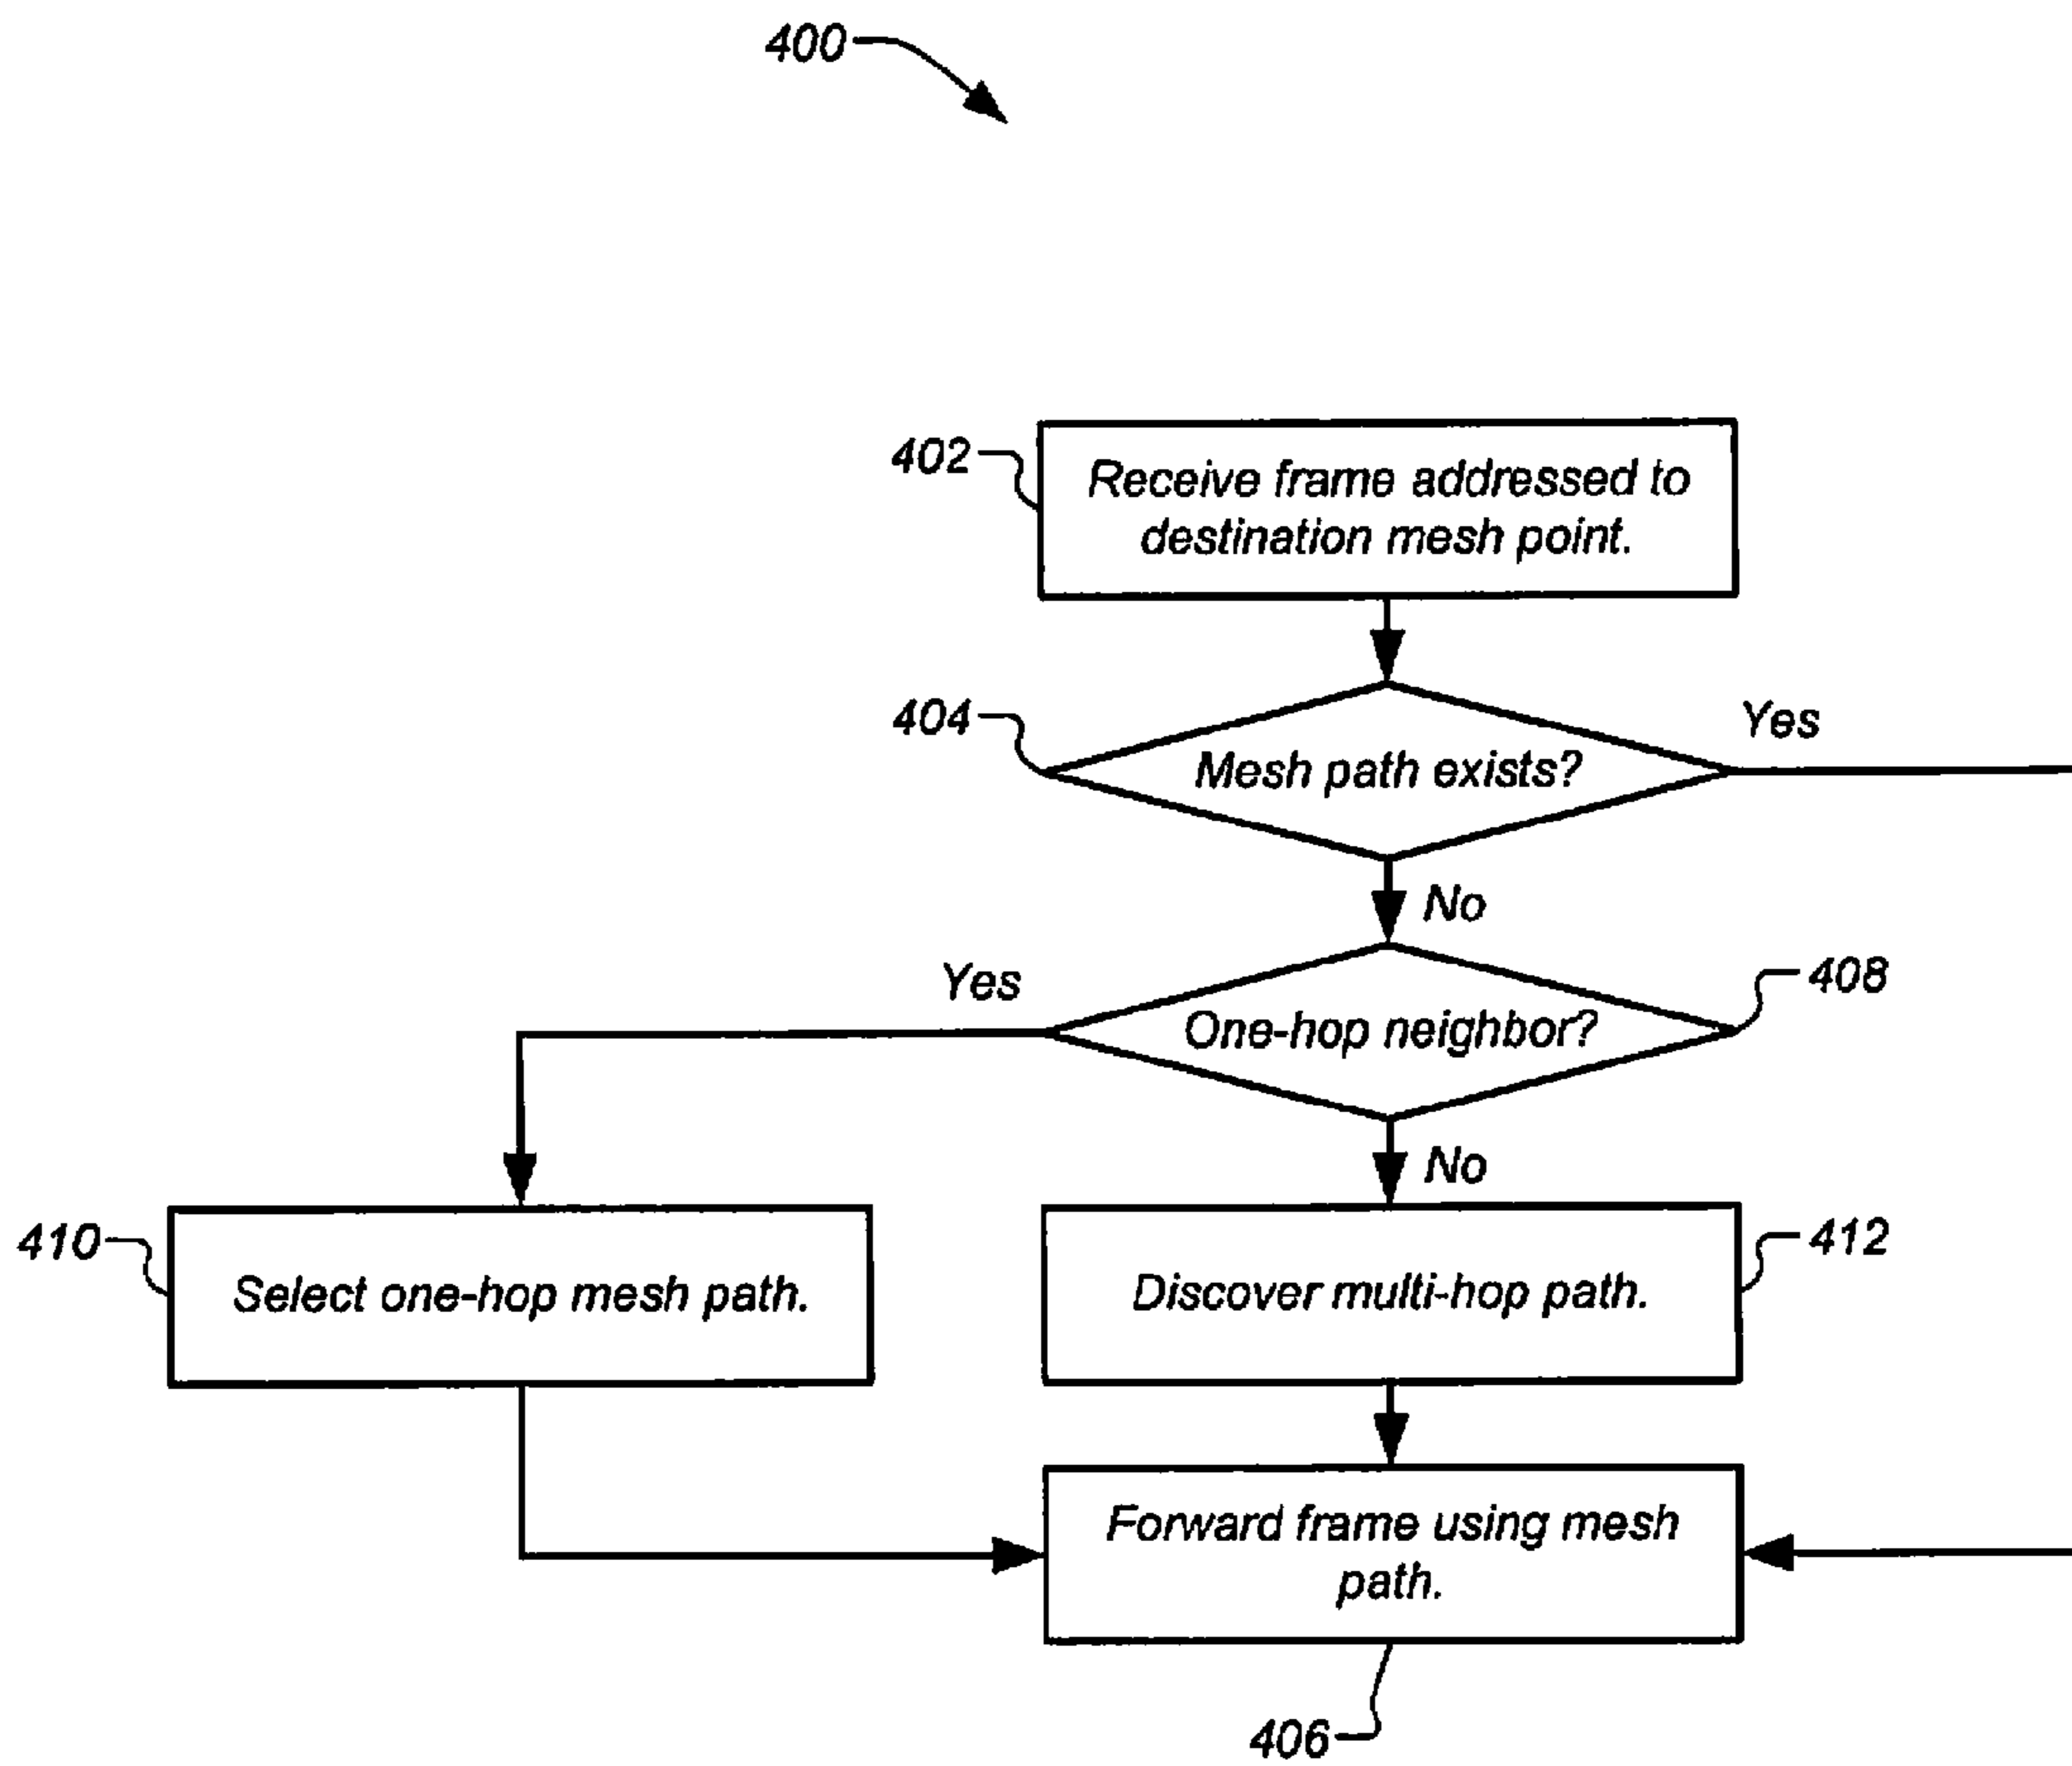 400
402
Receive frame addressed to
destination mesh point.
404
Mesh path exists?
Yes
No
Yes
One-hop neighbor?
408
No
410
Select one-hop mesh path.
Discover multi-hop path.
412
Forward frame using mesh
path.
406